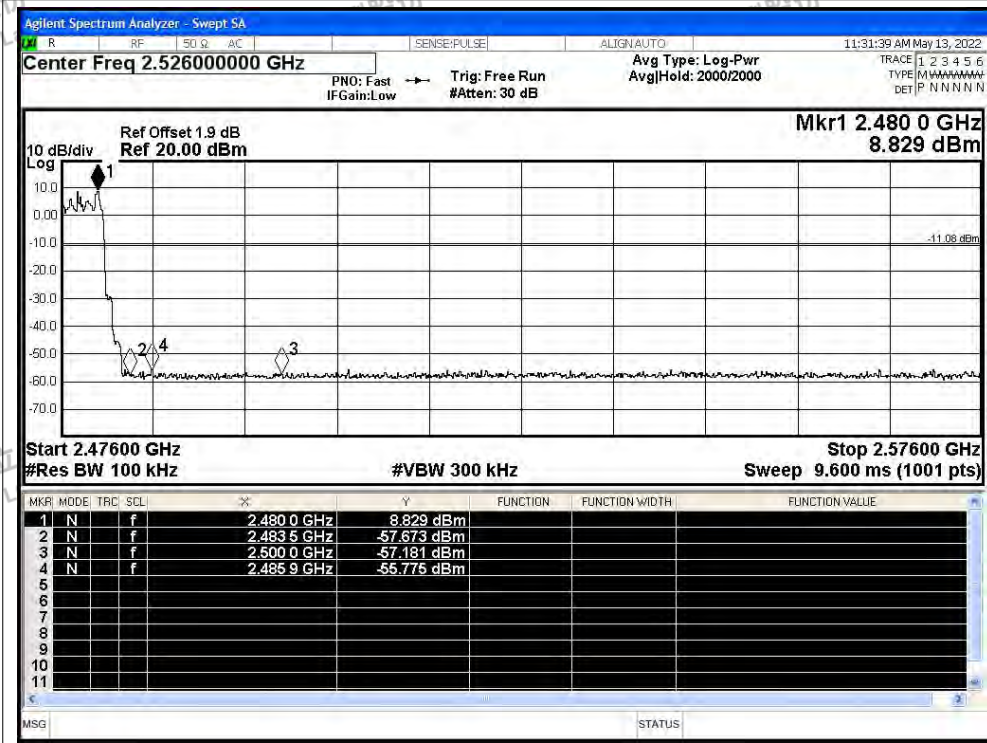 Agilent Spectrum Analyzer - Swept SA
R RF 50 Ω AC SENSE:PULSE ALIGN AUTO 11:31:39 AM May 13, 2022
Center Freq 2.526000000 GHz
PNO: Fast
IFGain:Low
Trig: Free Run
#Atten: 30 dB
Avg Type: Log-Pwr
Avg|Hold: 2000/2000
TRACE 1 2 3 4 5 6
TYPE M
DET P N N N N N
Mkr1 2.480 0 GHz
8.829 dBm
Ref Offset 1.9 dB
10 dB/div Ref 20.00 dBm
Log
10.0
0.00
-10.0
-20.0
-30.0
-40.0
-50.0
-60.0
-70.0
1
-11.08 dBm
2 4 3
Start 2.47600 GHz Stop 2.57600 GHz
#Res BW 100 kHz #VBW 300 kHz Sweep 9.600 ms (1001 pts)
MKR MODE TRC SCL X Y FUNCTION FUNCTION WIDTH FUNCTION VALUE
1 N f 2.480 0 GHz 8.829 dBm
2 N f 2.483 5 GHz -57.673 dBm
3 N f 2.500 0 GHz -57.181 dBm
4 N f 2.485 9 GHz -55.775 dBm
5
6
7
8
9
10
11
MSG STATUS